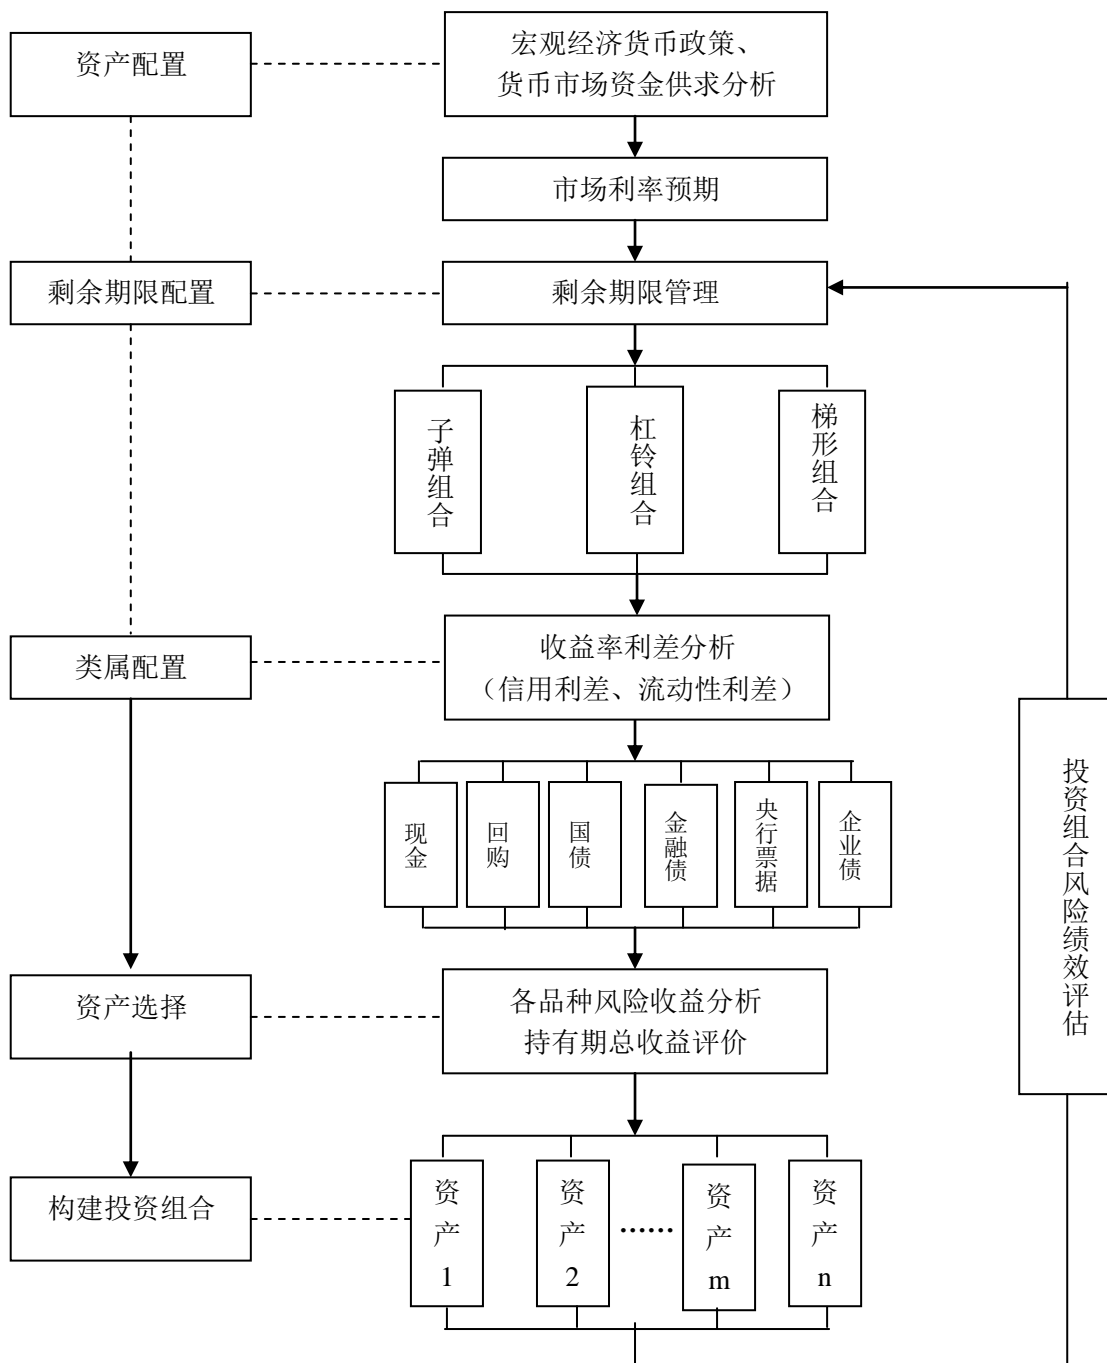 资产配置
宏观经济货币政策、
货币市场资金供求分析
市场利率预期
剩余期限配置
剩余期限管理
子弹组合
杠铃组合
梯形组合
类属配置
收益率利差分析
（信用利差、流动性利差）
现金
回购
国债
金融债
央行票据
企业债
投资组合风险绩效评估
资产选择
各品种风险收益分析
持有期总收益评价
构建投资组合
资产1
资产2
……
资产m
资产n